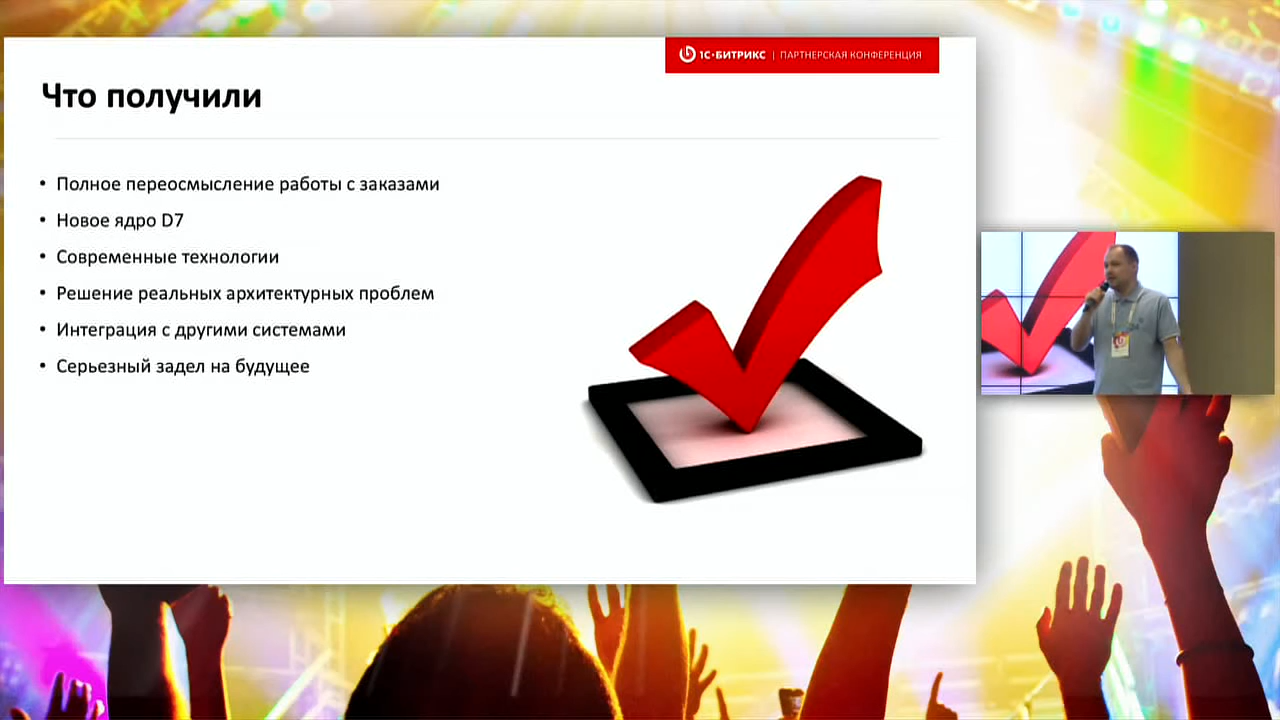 1С-БИТРИКС | ПАРТНЕРСКАЯ КОНФЕРЕНЦИЯ
Что получили
• Полное переосмысление работы с заказами
• Новое ядро D7
• Современные технологии
• Решение реальных архитектурных проблем
• Интеграция с другими системами
• Серьезный задел на будущее